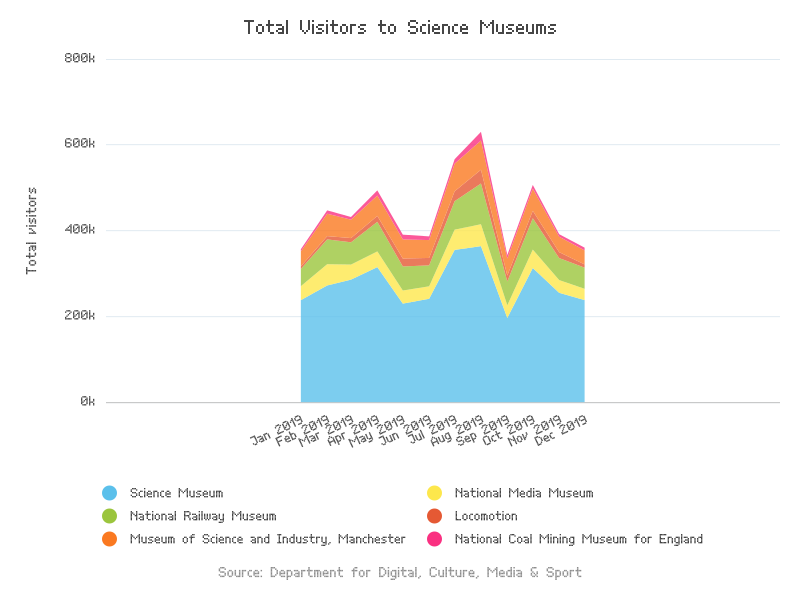 Total Visitors to Science Museums
Total visitors
800k
600k
400k
200k
0k
Jan 2019
Feb 2019
Mar 2019
Apr 2019
May 2019
Jun 2019
Jul 2019
Aug 2019
Sep 2019
Oct 2019
Nov 2019
Dec 2019
Science Museum
National Media Museum
National Railway Museum
Locomotion
Museum of Science and Industry, Manchester
National Coal Mining Museum for England
Source: Department for Digital, Culture, Media & Sport